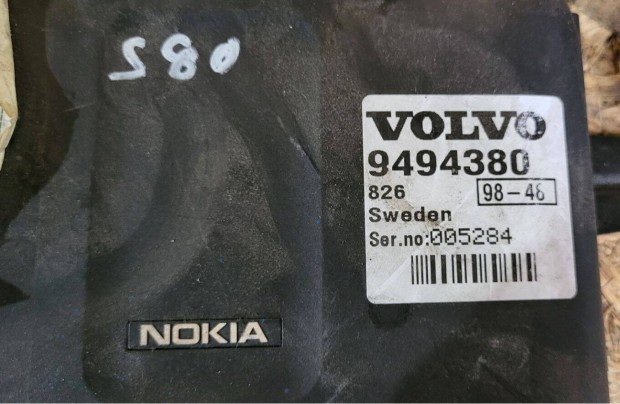 S80
VOLVO
9494380
826 98-46
Sweden
Ser.no:005284
NOKIA